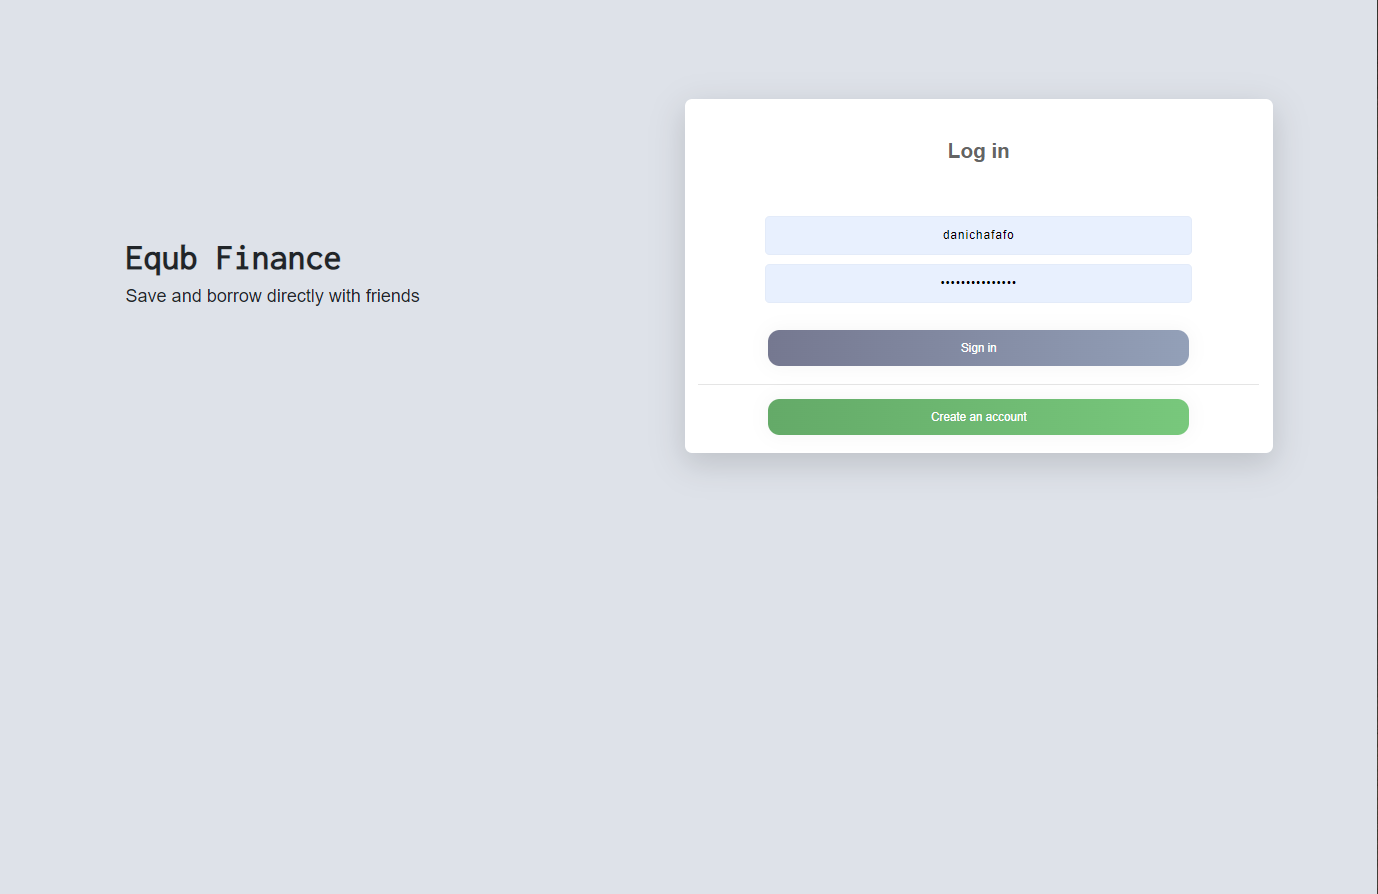 Equb Finance
Save and borrow directly with friends
Log in
danichafafo
•••••••••••••••
Sign in
Create an account